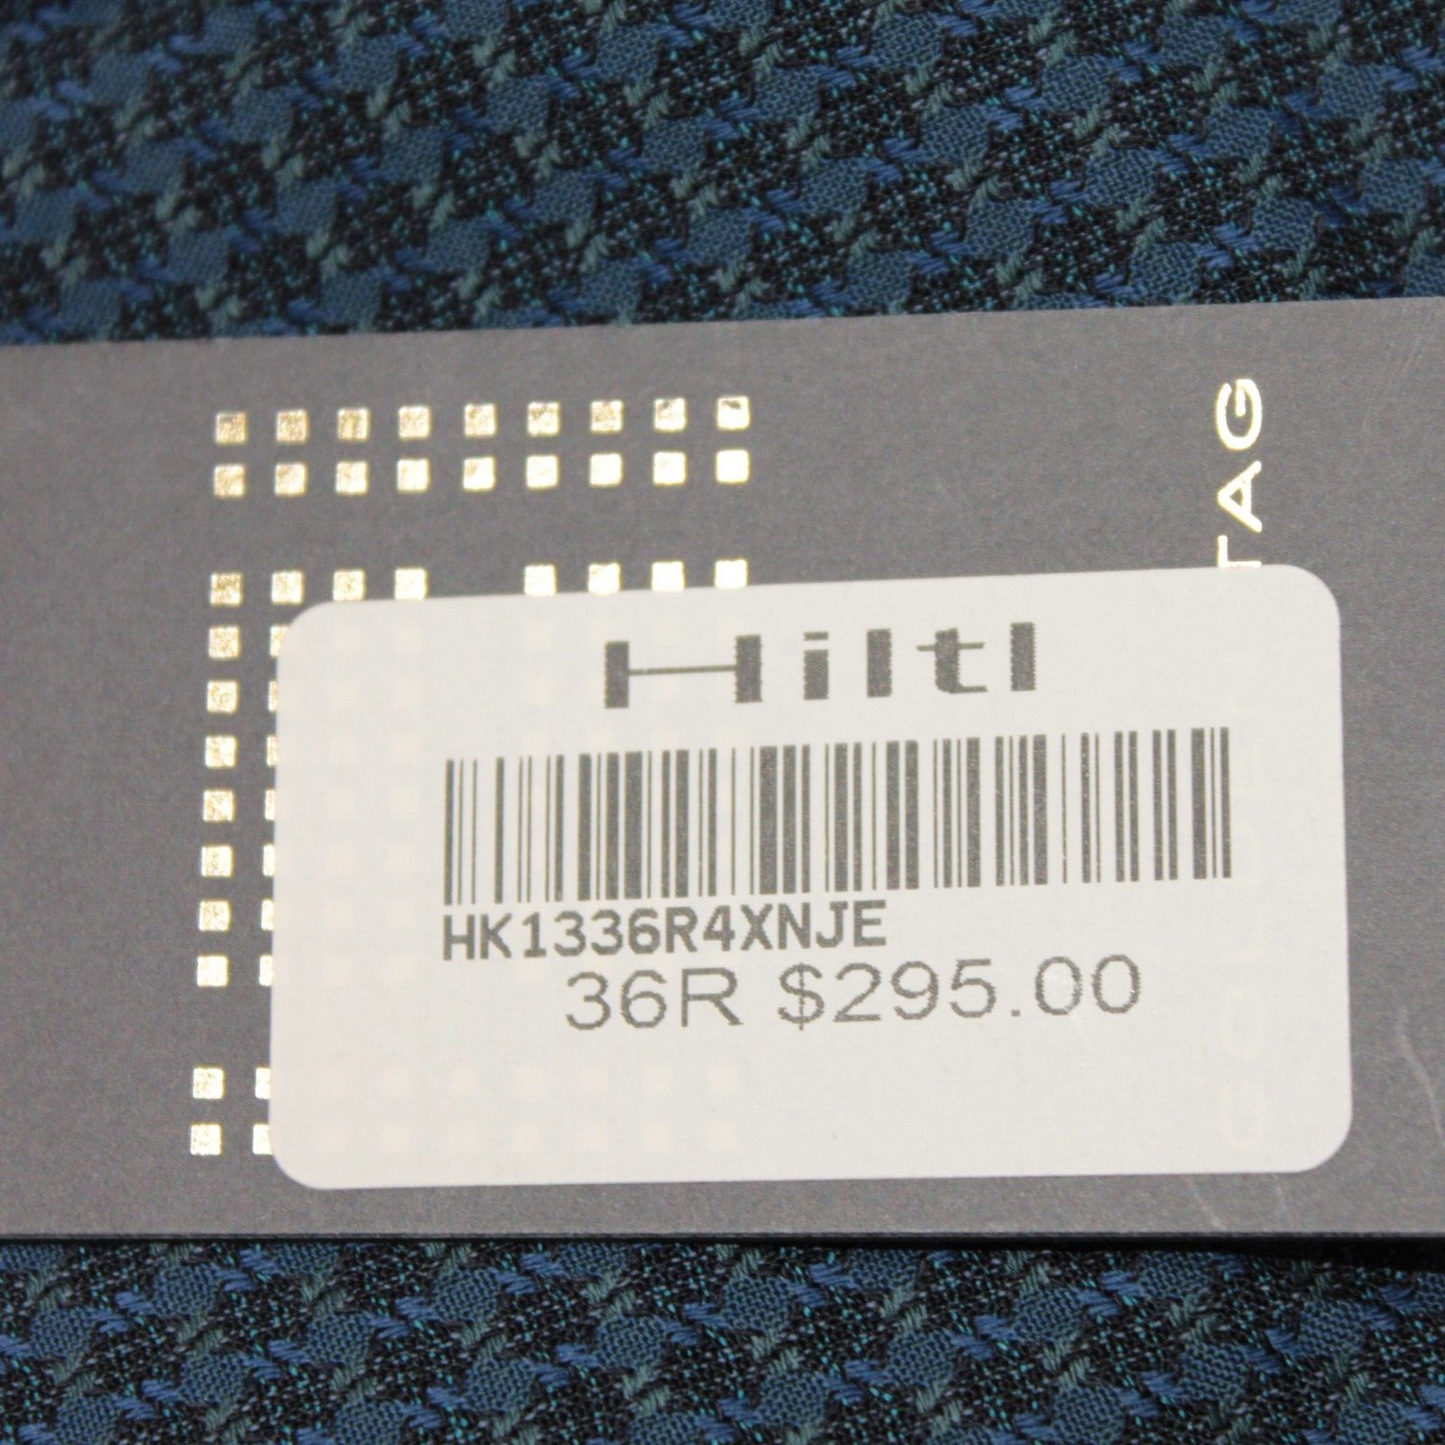 TAG
Hiltl
HK1336R4XNJE
36R $295.00